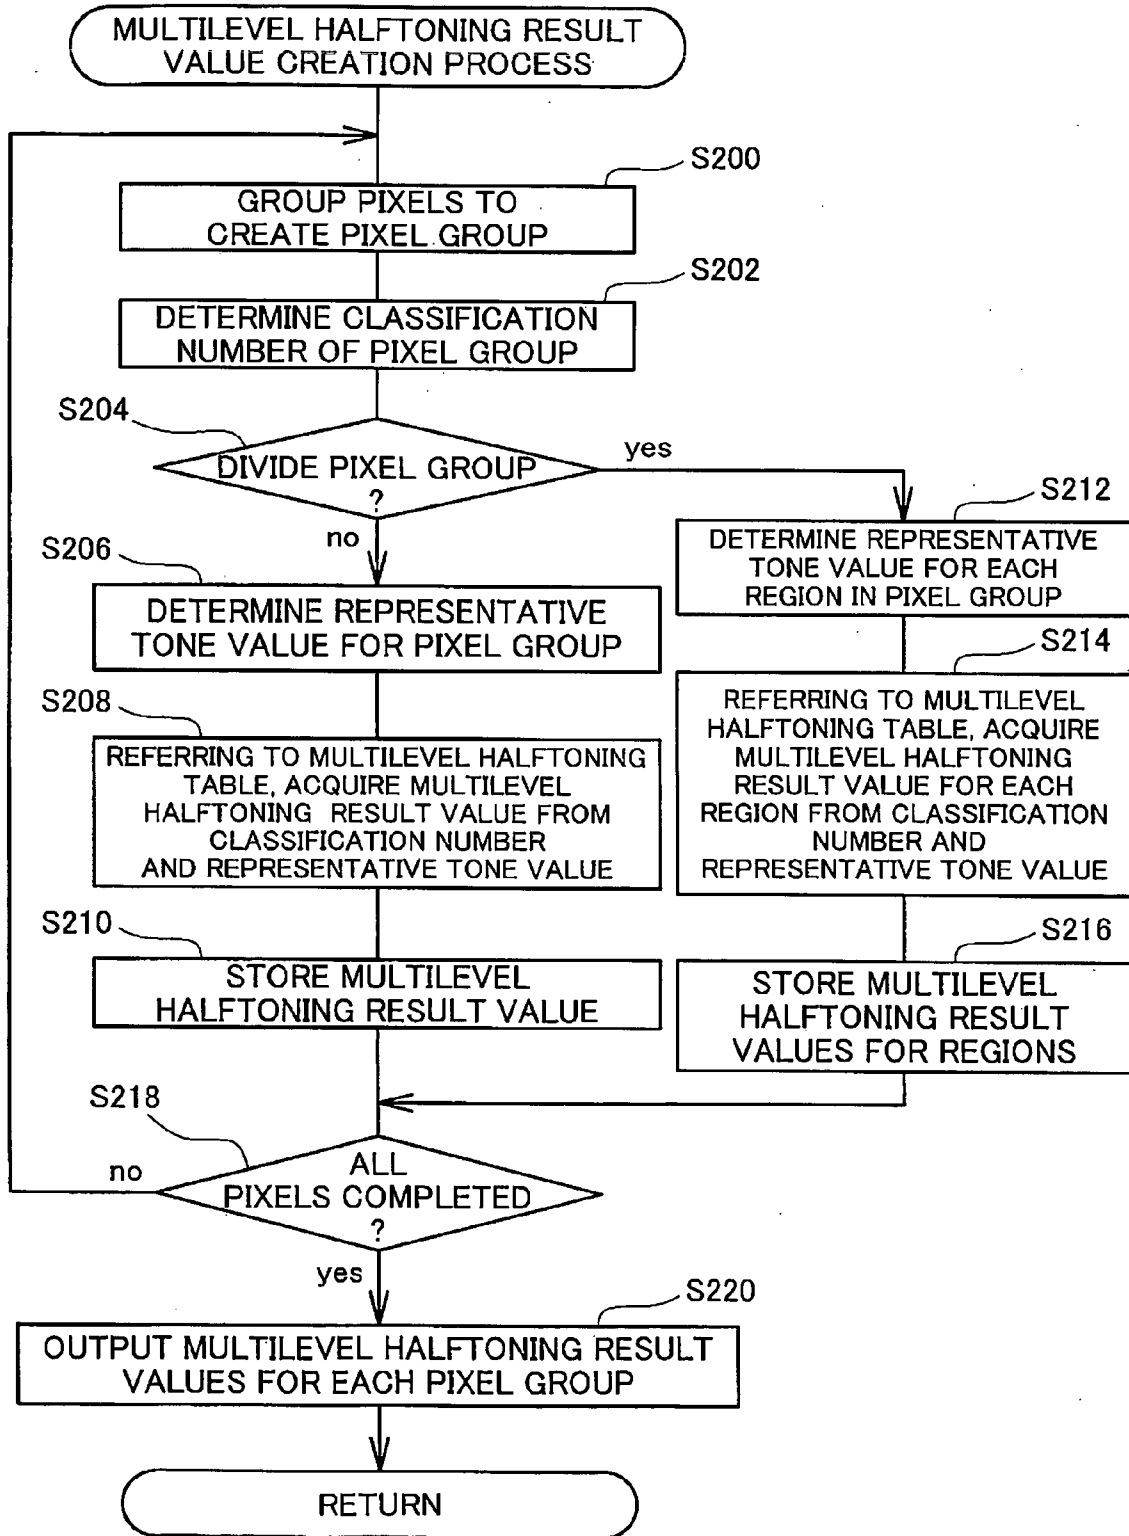 MULTILEVEL HALFTONING RESULT
VALUE CREATION PROCESS
S200
GROUP PIXELS TO
CREATE PIXEL GROUP
S202
DETERMINE CLASSIFICATION
NUMBER OF PIXEL GROUP
S204
DIVIDE PIXEL GROUP
?
yes
no
S206
DETERMINE REPRESENTATIVE
TONE VALUE FOR PIXEL GROUP
S208
REFERRING TO MULTILEVEL HALFTONING
TABLE, ACQUIRE MULTILEVEL
HALFTONING RESULT VALUE FROM
CLASSIFICATION NUMBER
AND REPRESENTATIVE TONE VALUE
S210
STORE MULTILEVEL
HALFTONING RESULT VALUE
S212
DETERMINE REPRESENTATIVE
TONE VALUE FOR EACH
REGION IN PIXEL GROUP
S214
REFERRING TO MULTILEVEL
HALFTONING TABLE, ACQUIRE
MULTILEVEL HALFTONING
RESULT VALUE FOR EACH
REGION FROM CLASSIFICATION
NUMBER AND
REPRESENTATIVE TONE VALUE
S216
STORE MULTILEVEL
HALFTONING RESULT
VALUES FOR REGIONS
S218
ALL
PIXELS COMPLETED
?
no
yes
S220
OUTPUT MULTILEVEL HALFTONING RESULT
VALUES FOR EACH PIXEL GROUP
RETURN